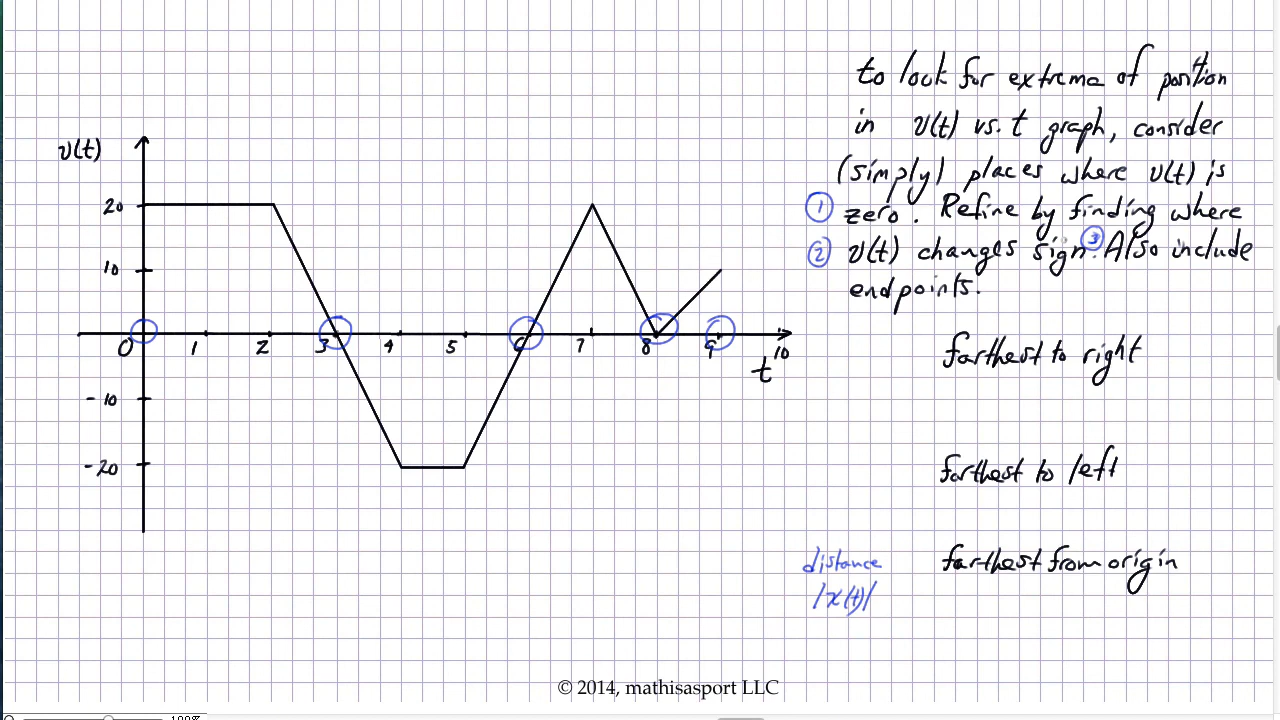 to look for extrema of position
in v(t) vs. t graph, consider
(simply) places where v(t) is
① zero. Refine by finding where
② v(t) changes sign. ③ Also include
endpoints.
v(t)
20
10
0 1 2 3 4 5 6 7 8 9 10
t
-10
-20
farthest to right
farthest to left
distance farthest from origin
|x(t)|
© 2014, mathisasport LLC